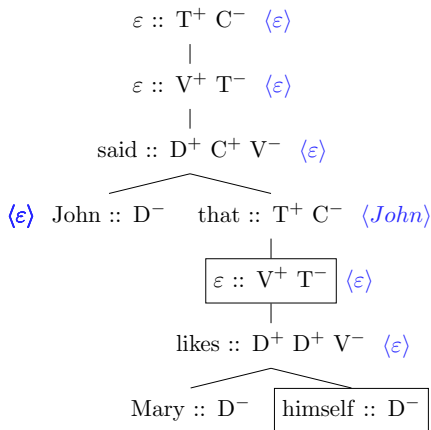 ε :: T⁺ C⁻ ⟨ε⟩
ε :: V⁺ T⁻ ⟨ε⟩
said :: D⁺ C⁺ V⁻ ⟨ε⟩
⟨ε⟩ John :: D⁻ that :: T⁺ C⁻ ⟨John⟩
ε :: V⁺ T⁻ ⟨ε⟩
likes :: D⁺ D⁺ V⁻ ⟨ε⟩
Mary :: D⁻ himself :: D⁻